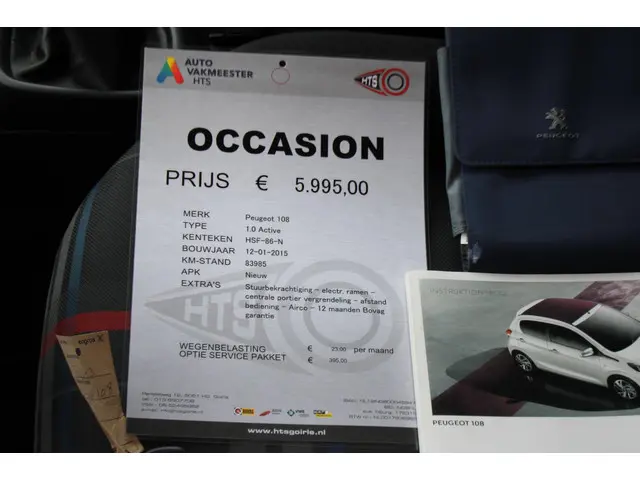 AUTO
VAKMEESTER
HTS
HTS
OCCASION
PRIJS € 5.995,00
MERK Peugeot 108
TYPE 1.0 Active
KENTEKEN HSF-86-N
BOUWJAAR 12-01-2015
KM-STAND 83985
APK Nieuw
EXTRA'S Stuurbekrachtiging - electr. ramen -
centrale portier vergrendeling - afstand
bediening - Airco - 12 maanden Bovag
garantie
HTS
WEGENBELASTING € 23,00 per maand
OPTIE SERVICE PAKKET € 395,00
www.htsgoirle.nl
PEUGEOT
PEUGEOT 108
108